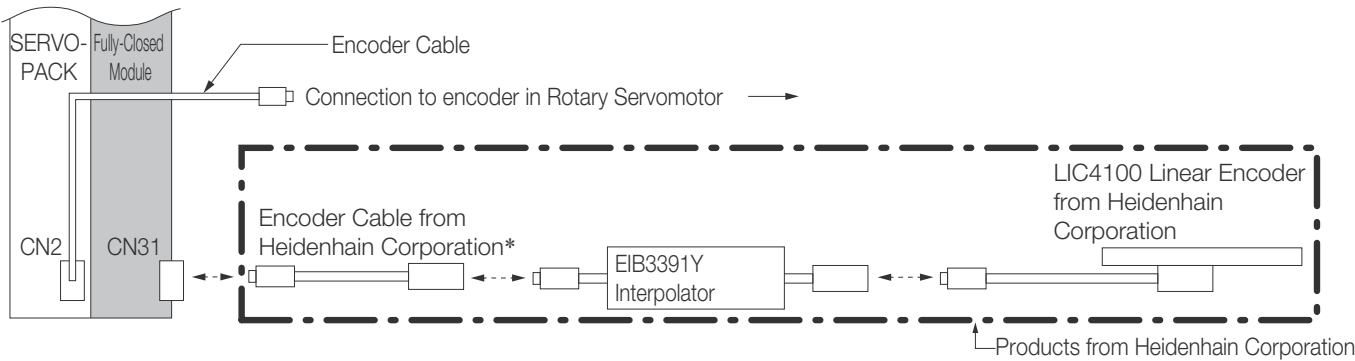 SERVO-
PACK
Fully-Closed
Module
Encoder Cable
Connection to encoder in Rotary Servomotor
LIC4100 Linear Encoder
from Heidenhain
Corporation
Encoder Cable from
Heidenhain Corporation*
CN2
CN31
EIB3391Y
Interpolator
Products from Heidenhain Corporation